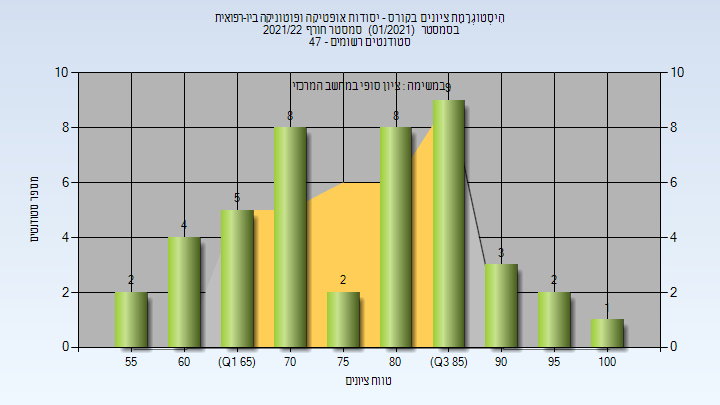 הִיסְטוֹגְרָמַת ציונים בקורס - יסודות אופטיקה ופוטוניקה ביו-רפואית
בסמסטר (01/2021) סמסטר חורף 2021/22
סטודנטים רשומים - 47
במשימה : ציון סופי במחשב המרכזי
מספר סטודנטים
10 8 6 4 2 0
10 8 6 4 2 0
2 4 5 8 2 8 9 3 2 1
55 60 (Q1 65) 70 75 80 (Q3 85) 90 95 100
טווח ציונים